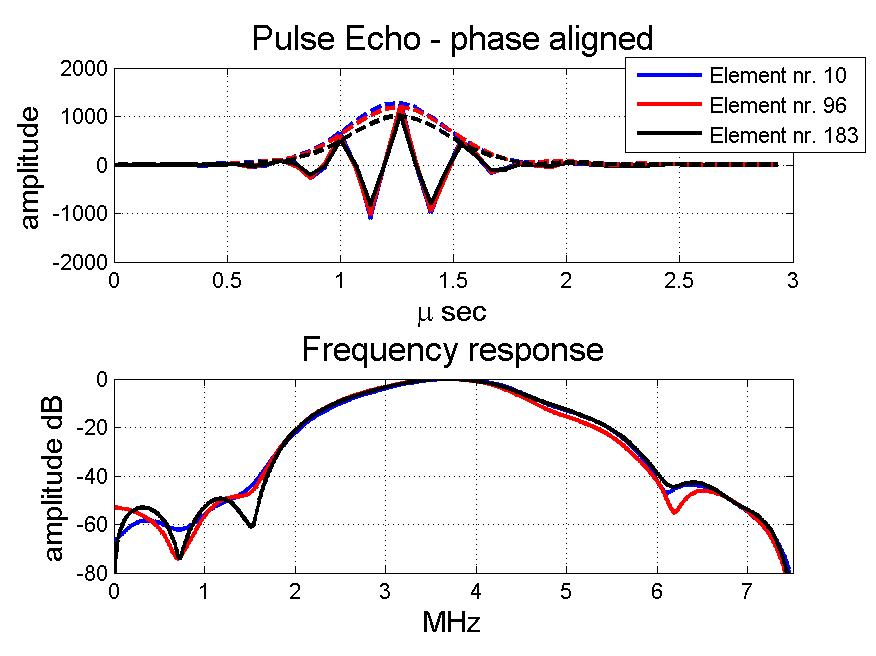 Pulse Echo - phase aligned
Element nr. 10
Element nr. 96
Element nr. 183
2000
1000
0
-1000
-2000
amplitude
0 0.5 1 1.5 2 2.5 3
μ sec
Frequency response
0
-20
-40
-60
-80
amplitude dB
0 1 2 3 4 5 6 7
MHz